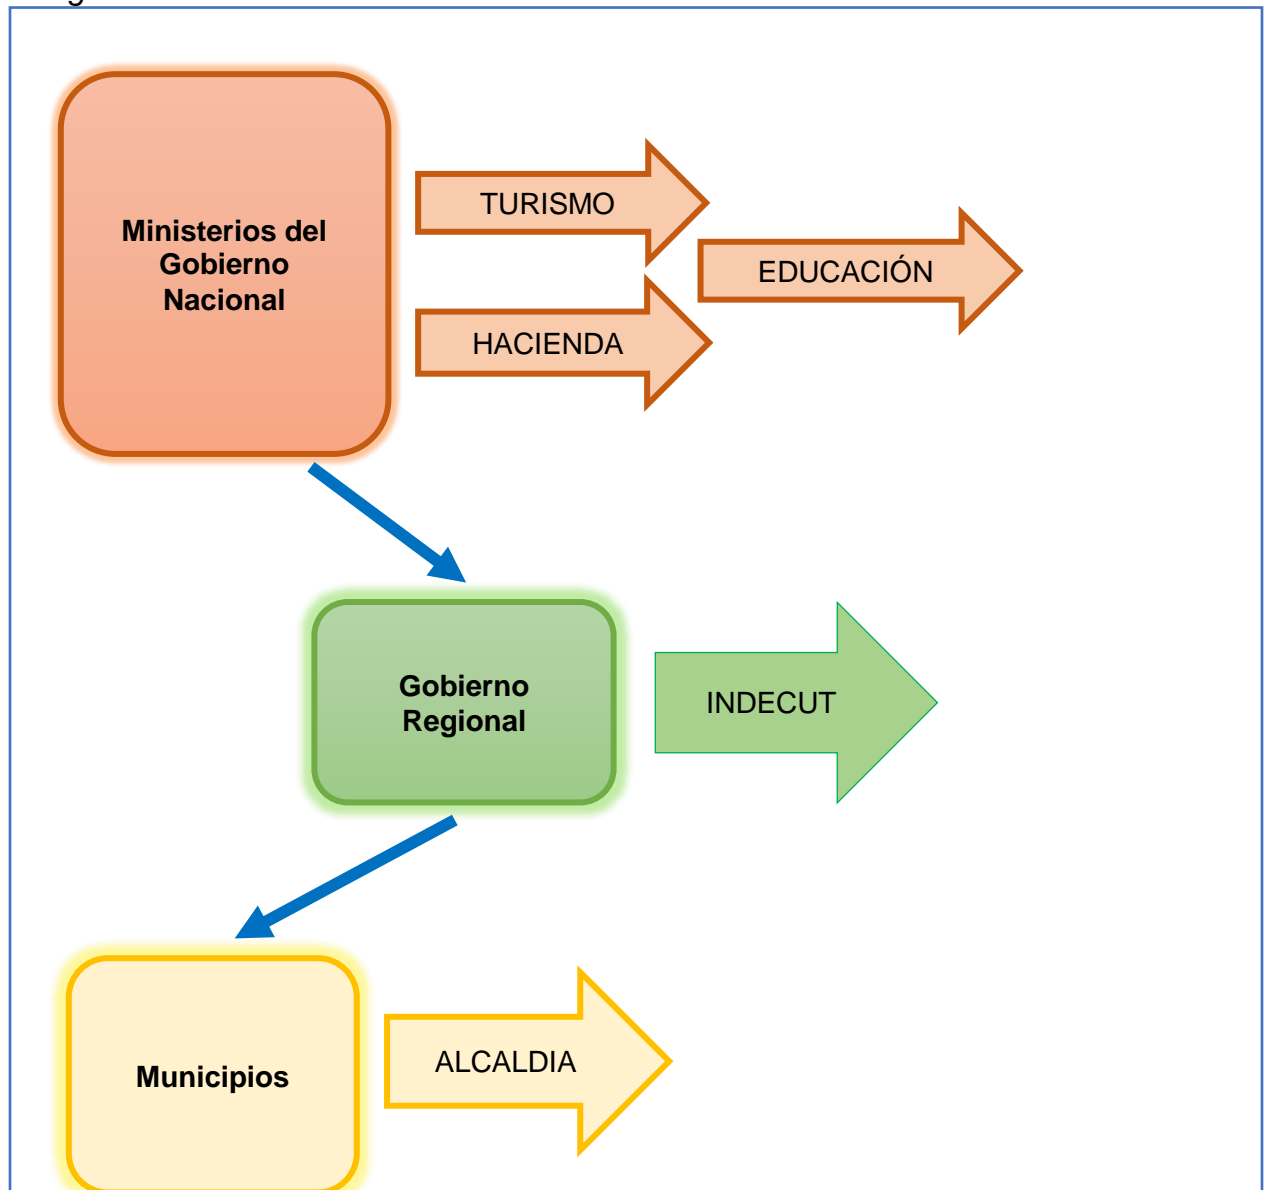 Ministerios del
Gobierno
Nacional
TURISMO
EDUCACIÓN
HACIENDA
Gobierno
Regional
INDECUT
Municipios
ALCALDIA